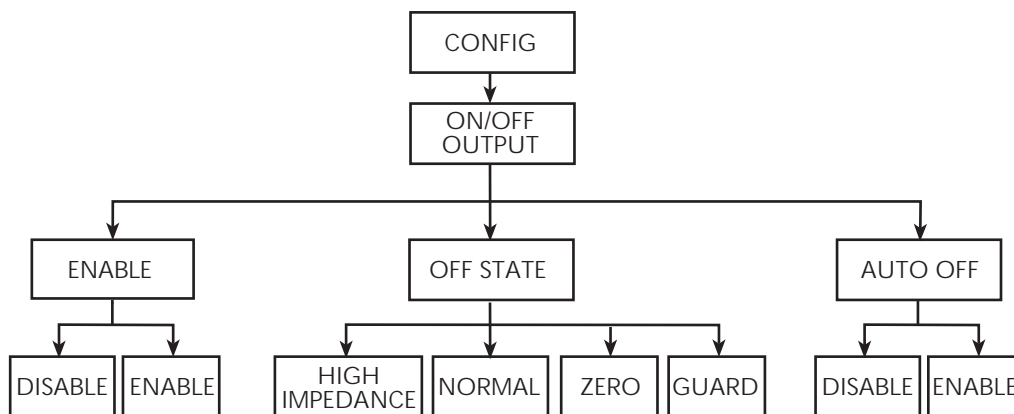 CONFIG
ON/OFF
OUTPUT
ENABLE
OFF STATE
AUTO OFF
DISABLE
ENABLE
HIGH
IMPEDANCE
NORMAL
ZERO
GUARD
DISABLE
ENABLE